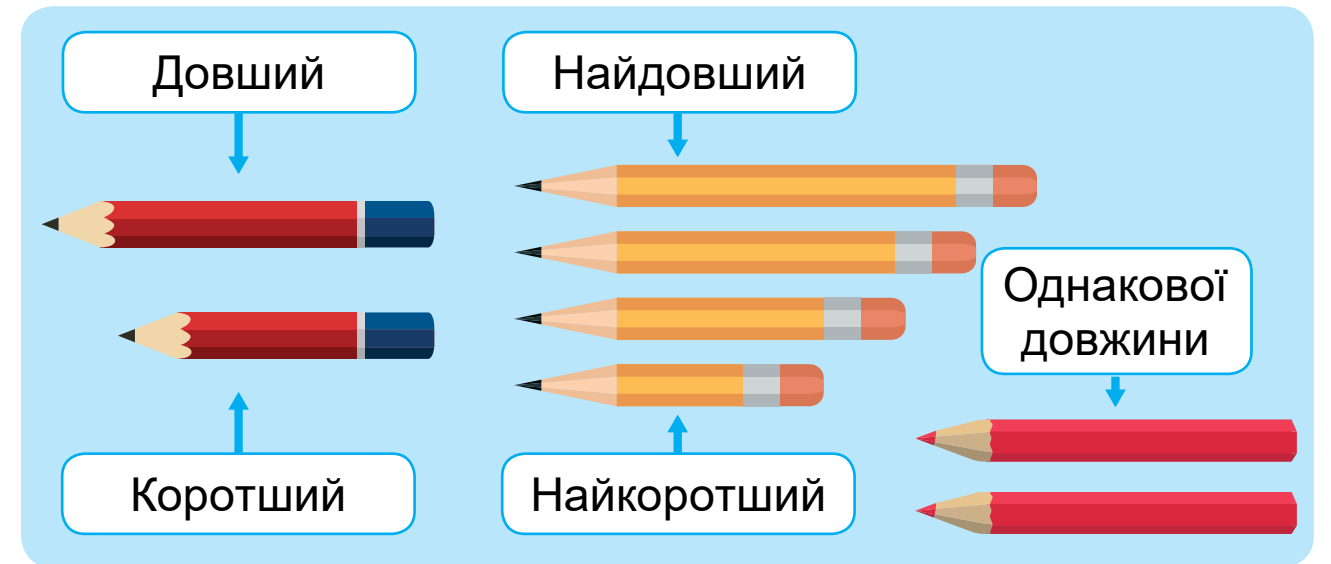 Довший
Найдовший
Однакової
довжини
Коротший
Найкоротший